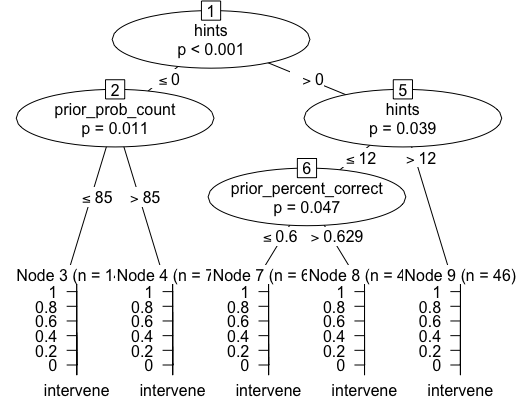 1
hints
p < 0.001
≤ 0
> 0
2
prior_prob_count
p = 0.011
5
hints
p = 0.039
≤ 12
> 12
6
prior_percent_correct
p = 0.047
≤ 85
> 85
≤ 0.6
> 0.629
Node 3 (n = 1
Node 4 (n = 7
Node 7 (n = 6
Node 8 (n = 4
Node 9 (n = 46)
1
0.8
0.6
0.4
0.2
0
1
0.8
0.6
0.4
0.2
0
1
0.8
0.6
0.4
0.2
0
1
0.8
0.6
0.4
0.2
0
1
0.8
0.6
0.4
0.2
0
intervene
intervene
intervene
intervene
intervene